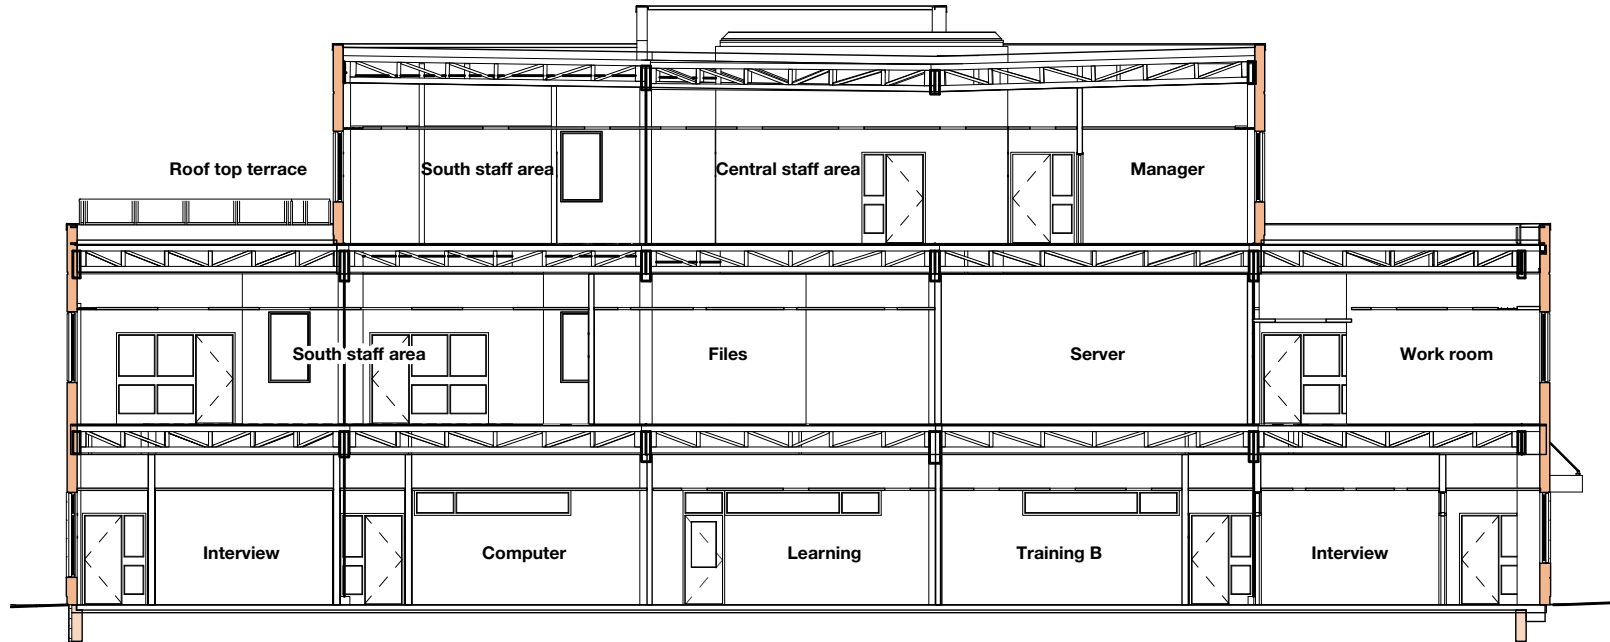 Roof top terrace
South staff area
Central staff area
Manager
South staff area
Files
Server
Work room
Interview
Computer
Learning
Training B
Interview